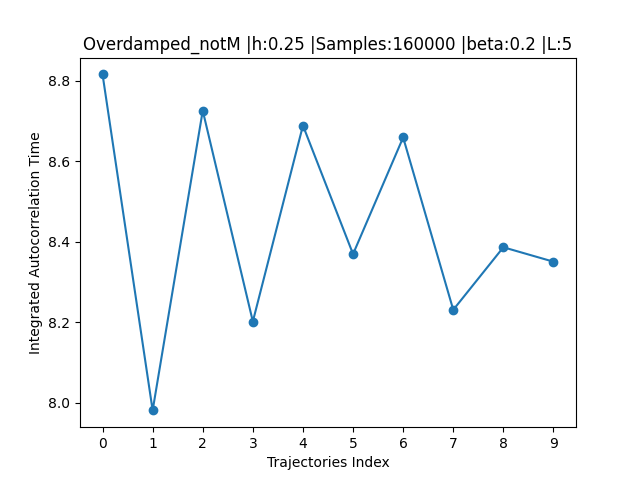 Overdamped_notM |h:0.25 |Samples:160000 |beta:0.2 |L:5
Integrated Autocorrelation Time
8.8
8.6
8.4
8.2
8.0
0 1 2 3 4 5 6 7 8 9
Trajectories Index